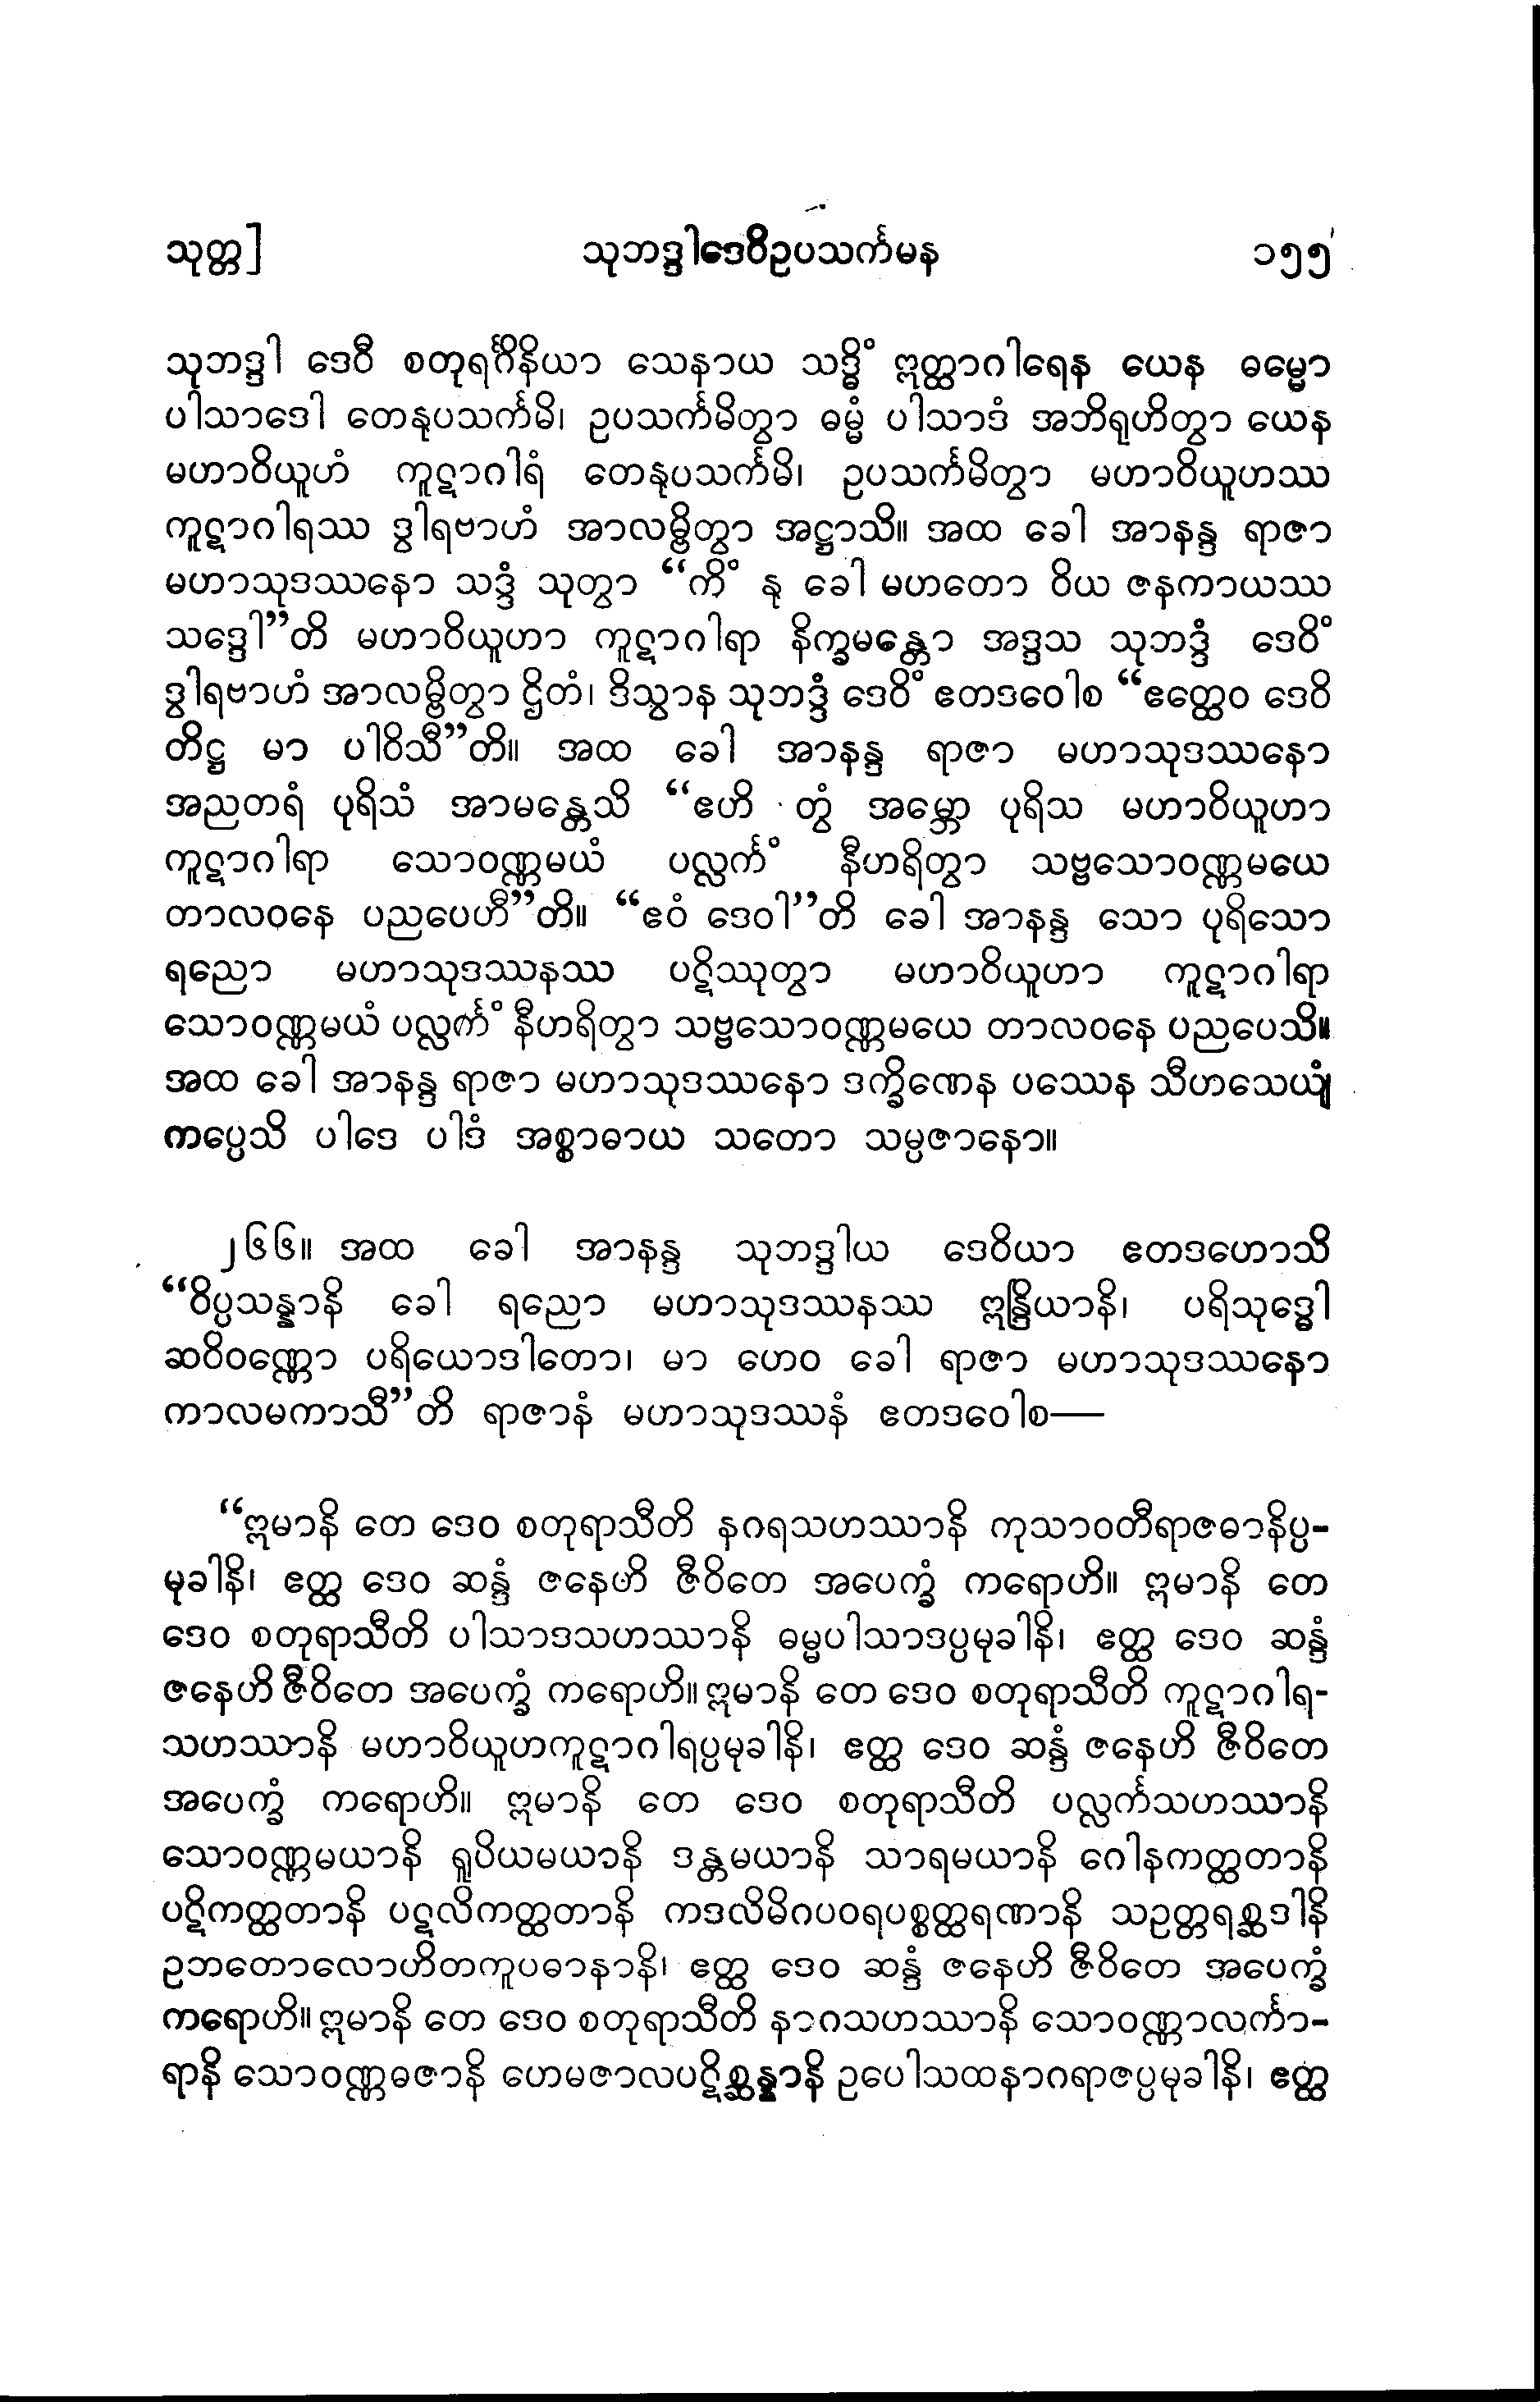 သုတ္တ]
သုဘဒ္ဒါဒေဝိဥပသင်္ကမန
၁၅၅
သုဘဒ္ဒါ ဒေဝီ စတုရင်္ဂိနိယာ သေနာယ သဒ္ဓိံ ဣတ္ထာဂါရေန ယေန ဓမ္မော
ပါသာဒေါ တေနုပသင်္ကမိ၊ ဥပသင်္ကမိတွာ ဓမ္မံ ပါသာဒံ အဘိရုဟိတွာ ယေန
မဟာဝိယူဟံ ကူဋာဂါရံ တေနုပသင်္ကမိ၊ ဥပသင်္ကမိတွာ မဟာဝိယူဟဿ
ကူဋာဂါရဿ ဒွါရဗာဟံ အာလမ္ဗိတွာ အဋ္ဌာသိ။ အထ ခေါ အာနန္ဒ ရာဇာ
မဟာသုဒဿနော သဒ္ဒံ သုတွာ “ကိံ နု ခေါ မဟတော ဝိယ ဇနကာယဿ
သဒ္ဒေါ”တိ မဟာဝိယူဟာ ကူဋာဂါရာ နိက္ခမန္တော အဒ္ဒသ သုဘဒ္ဒံ ဒေဝိံ
ဒွါရဗာဟံ အာလမ္ဗိတွာ ဌိတံ၊ ဒိသွာန သုဘဒ္ဒံ ဒေဝိံ ဧတဒဝေါစ “ဧတ္ထေဝ ဒေဝိ
တိဋ္ဌ မာ ပါဝိသီ”တိ။ အထ ခေါ အာနန္ဒ ရာဇာ မဟာသုဒဿနော
အညတရံ ပုရိသံ အာမန္တေသိ “ဧဟိ တွံ အမ္ဘော ပုရိသ မဟာဝိယူဟာ
ကူဋာဂါရာ သောဝဏ္ဏမယံ ပလ္လင်္ကံ နီဟရိတွာ သဗ္ဗသောဝဏ္ဏမယေ
တာလဝနေ ပညပေဟီ”တိ။ “ဧဝံ ဒေဝါ”တိ ခေါ အာနန္ဒ သော ပုရိသော
ရညော မဟာသုဒဿနဿ ပဋိဿုတွာ မဟာဝိယူဟာ ကူဋာဂါရာ
သောဝဏ္ဏမယံ ပလ္လင်္ကံ နီဟရိတွာ သဗ္ဗသောဝဏ္ဏမယေ တာလဝနေ ပညပေသိ။
အထ ခေါ အာနန္ဒ ရာဇာ မဟာသုဒဿနော ဒက္ခိဏေန ပဿေန သီဟသေယျံ
ကပ္ပေသိ ပါဒေ ပါဒံ အစ္စာဓာယ သတော သမ္ပဇာနော။
၂၆၆။ အထ ခေါ အာနန္ဒ သုဘဒ္ဒါယ ဒေဝိယာ ဧတဒဟောသိ
“ဝိပ္ပသန္နာနိ ခေါ ရညော မဟာသုဒဿနဿ ဣန္ဒြိယာနိ၊ ပရိသုဒ္ဓေါ
ဆဝိဝဏ္ဏော ပရိယောဒါတော၊ မာ ဟေဝ ခေါ ရာဇာ မဟာသုဒဿနော
ကာလမကာသီ”တိ ရာဇာနံ မဟာသုဒဿနံ ဧတဒဝေါစ—
“ဣမာနိ တေ ဒေဝ စတုရာသီတိ နဂရသဟဿာနိ ကုသာဝတီရာဇဓာနိပ္ပ-
မုခါနိ၊ ဧတ္ထ ဒေဝ ဆန္ဒံ ဇနေဟိ ဇီဝိတေ အပေက္ခံ ကရောဟိ။ ဣမာနိ တေ
ဒေဝ စတုရာသီတိ ပါသာဒသဟဿာနိ ဓမ္မပါသာဒပ္ပမုခါနိ၊ ဧတ္ထ ဒေဝ ဆန္ဒံ
ဇနေဟိ ဇီဝိတေ အပေက္ခံ ကရောဟိ။ ဣမာနိ တေ ဒေဝ စတုရာသီတိ ကူဋာဂါရ-
သဟဿာနိ မဟာဝိယူဟကူဋာဂါရပ္ပမုခါနိ၊ ဧတ္ထ ဒေဝ ဆန္ဒံ ဇနေဟိ ဇီဝိတေ
အပေက္ခံ ကရောဟိ။ ဣမာနိ တေ ဒေဝ စတုရာသီတိ ပလ္လင်္ကသဟဿာနိ
သောဝဏ္ဏမယာနိ ရူပိယမယာနိ ဒန္တမယာနိ သာရမယာနိ ဂေါနကတ္ထတာနိ
ပဋိကတ္ထတာနိ ပဋလိကတ္ထတာနိ ကဒလိမိဂပဝရပစ္စတ္ထရဏာနိ သဥတ္တရစ္ဆဒါနိ
ဥဘတောလောဟိတကူပဓာနာနိ၊ ဧတ္ထ ဒေဝ ဆန္ဒံ ဇနေဟိ ဇီဝိတေ အပေက္ခံ
ကရောဟိ။ ဣမာနိ တေ ဒေဝ စတုရာသီတိ နာဂသဟဿာနိ သောဝဏ္ဏာလင်္ကာ-
ရာနိ သောဝဏ္ဏဓဇာနိ ဟေမဇာလပဋိစ္ဆန္နာနိ ဥပေါသထနာဂရာဇပ္ပမုခါနိ၊ ဧတ္ထ